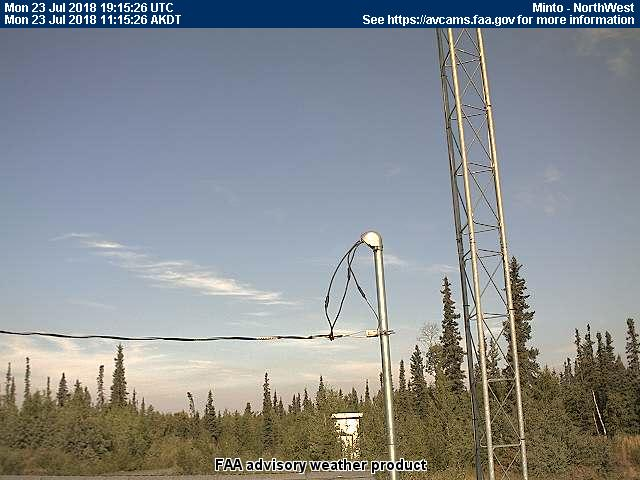 Mon 23 Jul 2018 19:15:26 UTC
Minto - NorthWest
Mon 23 Jul 2018 11:15:26 AKDT
See https://avcams.faa.gov for more information
FAA advisory weather product